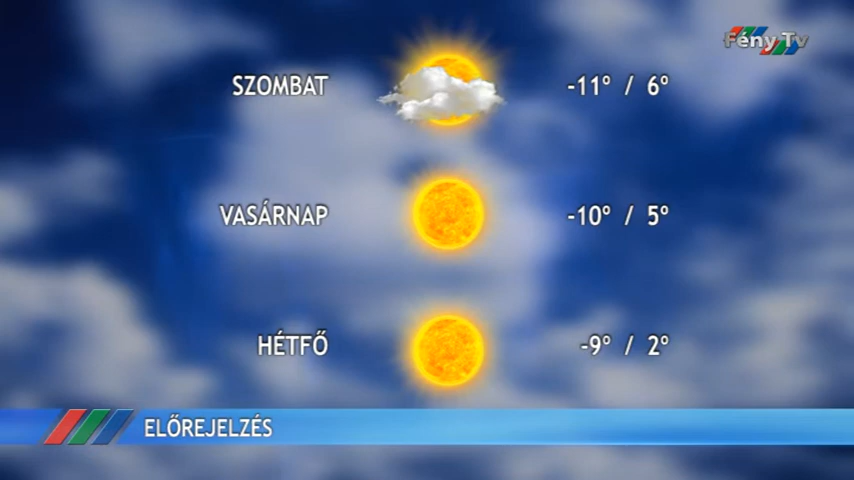 Fény Tv
SZOMBAT -11° / 6°
VASÁRNAP -10° / 5°
HÉTFŐ -9° / 2°
ELŐREJELZÉS